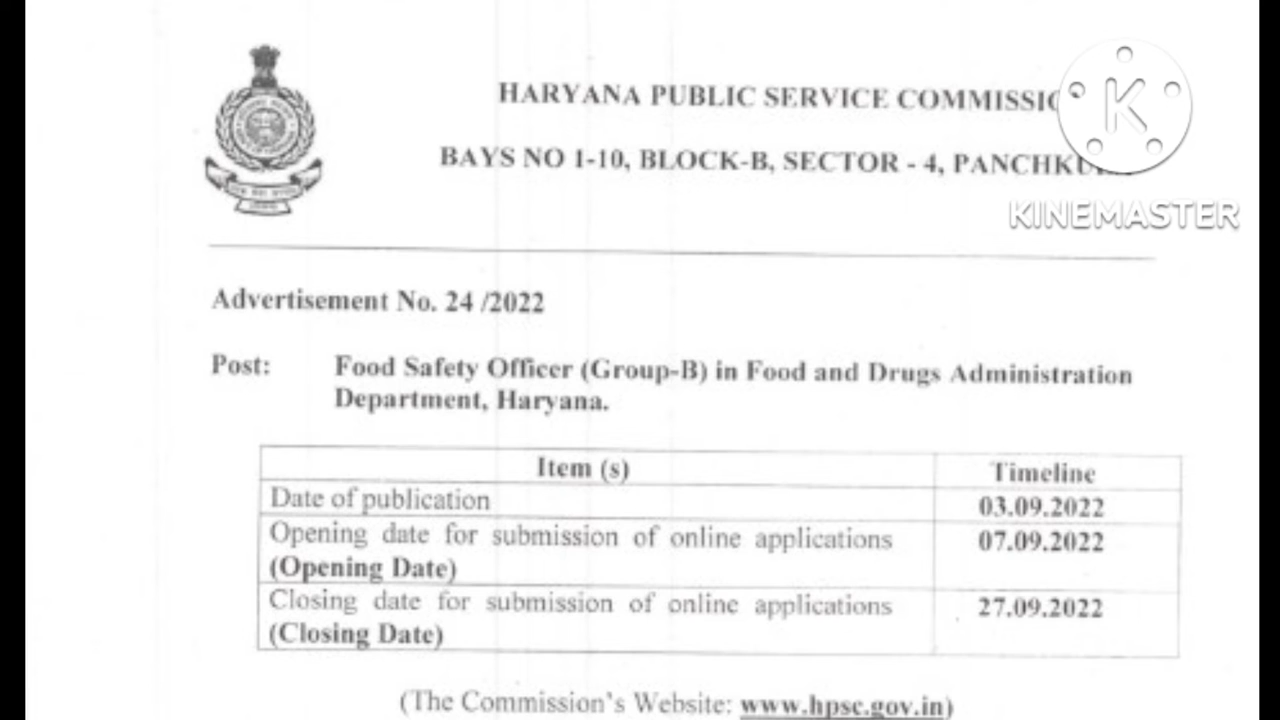 HARYANA PUBLIC SERVICE
BAYS NO 1-10, BLOCK-B, SECTOR - 4,
KINEMASTER
Advertisement No. 24 /2022
Post: Food Safety Officer (Group-B) in Food and Drugs Administration
Department, Haryana.
Item (s) Timeline
Date of publication 03.09.2022
Opening date for submission of online applications 07.09.2022
(Opening Date)
Closing date for submission of online applications 27.09.2022
(Closing Date)
(The Commission's Website: www.hpsc.gov.in)